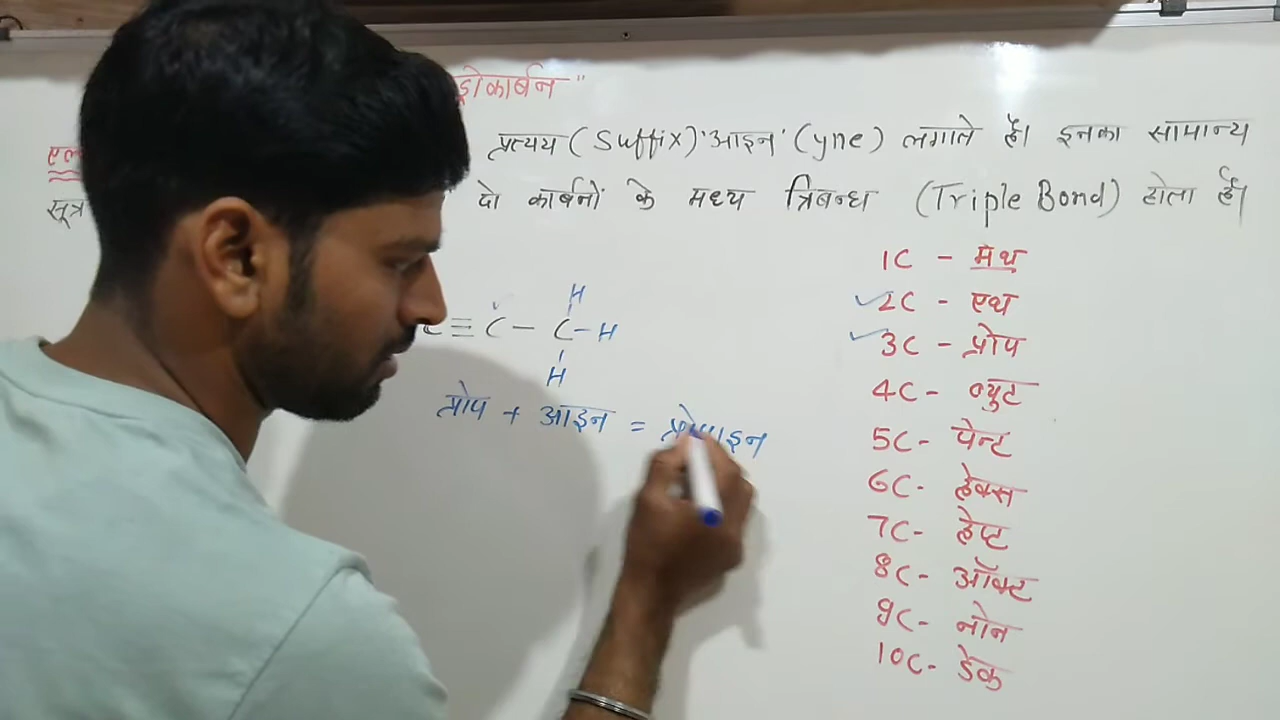 ड्रोकार्बन"
प्रत्यय (Suffix) 'आइन' (yne) लगाते है। इनका सामान्य
सूत्र दो कार्बनों के मध्य त्रिबन्ध (Triple Bond) होता है।
H
C ≡ C – C – H
H
प्रोप + आइन = प्रोपाइन
1C - मेथ
2C - एथ
3C - प्रोप
4C - ब्युट
5C- पेन्ट
6C- हेक्स
7C- हेप्ट
8C- ऑक्ट
9C- नोन
10C- डेक